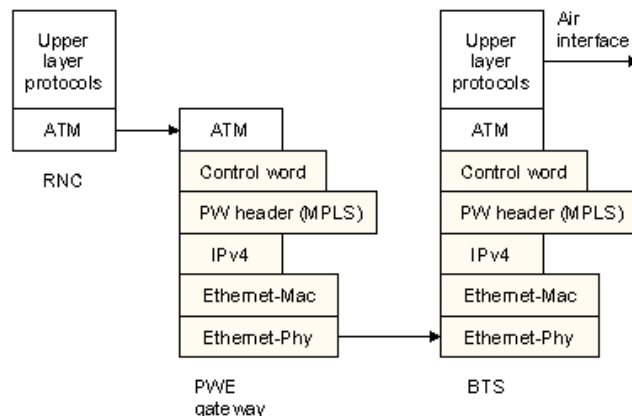 Upper
layer
protocols
ATM
RNC
ATM
Control word
PW header (MPLS)
IPv4
Ethernet-Mac
Ethernet-Phy
PWE
gateway
Upper
layer
protocols
ATM
Control word
PW header (MPLS)
IPv4
Ethernet-Mac
Ethernet-Phy
BTS
Air
interface